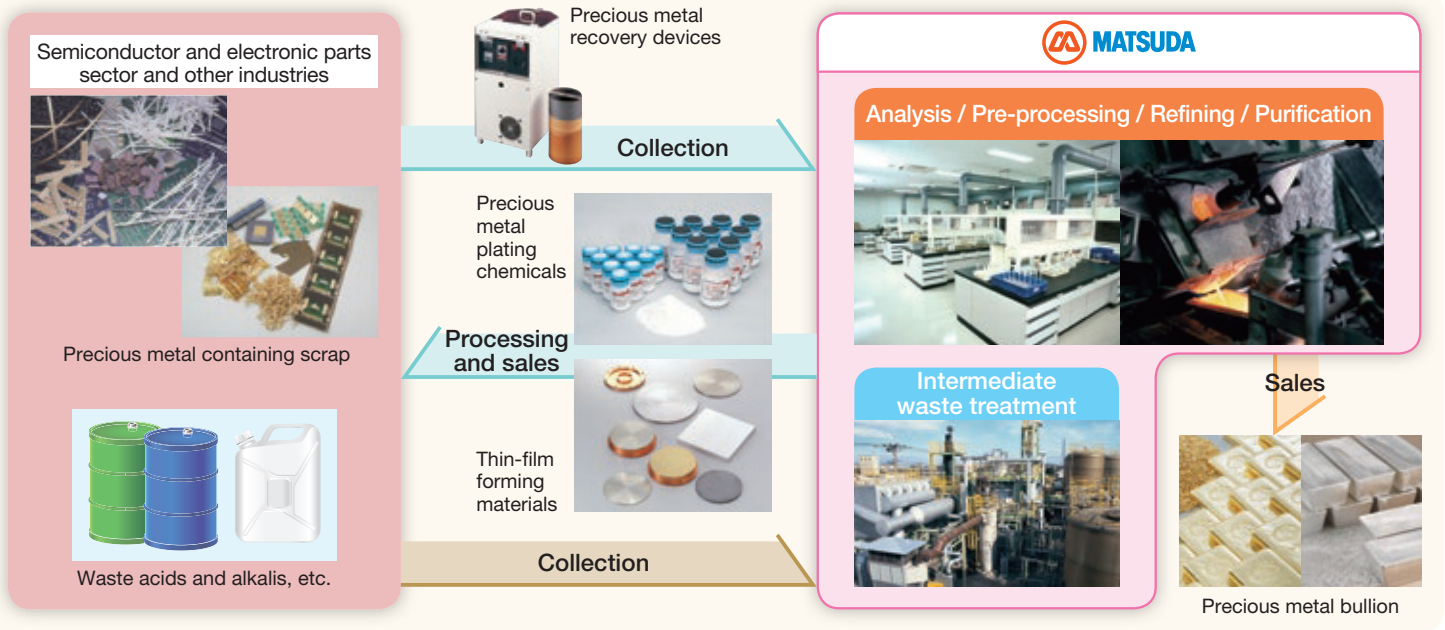 Semiconductor and electronic parts
sector and other industries
Precious metal containing scrap
Waste acids and alkalis, etc.
Precious metal
recovery devices
Collection
Precious
metal
plating
chemicals
Processing
and sales
Thin-film
forming
materials
Collection
MATSUDA
Analysis / Pre-processing / Refining / Purification
Intermediate
waste treatment
Sales
Precious metal bullion